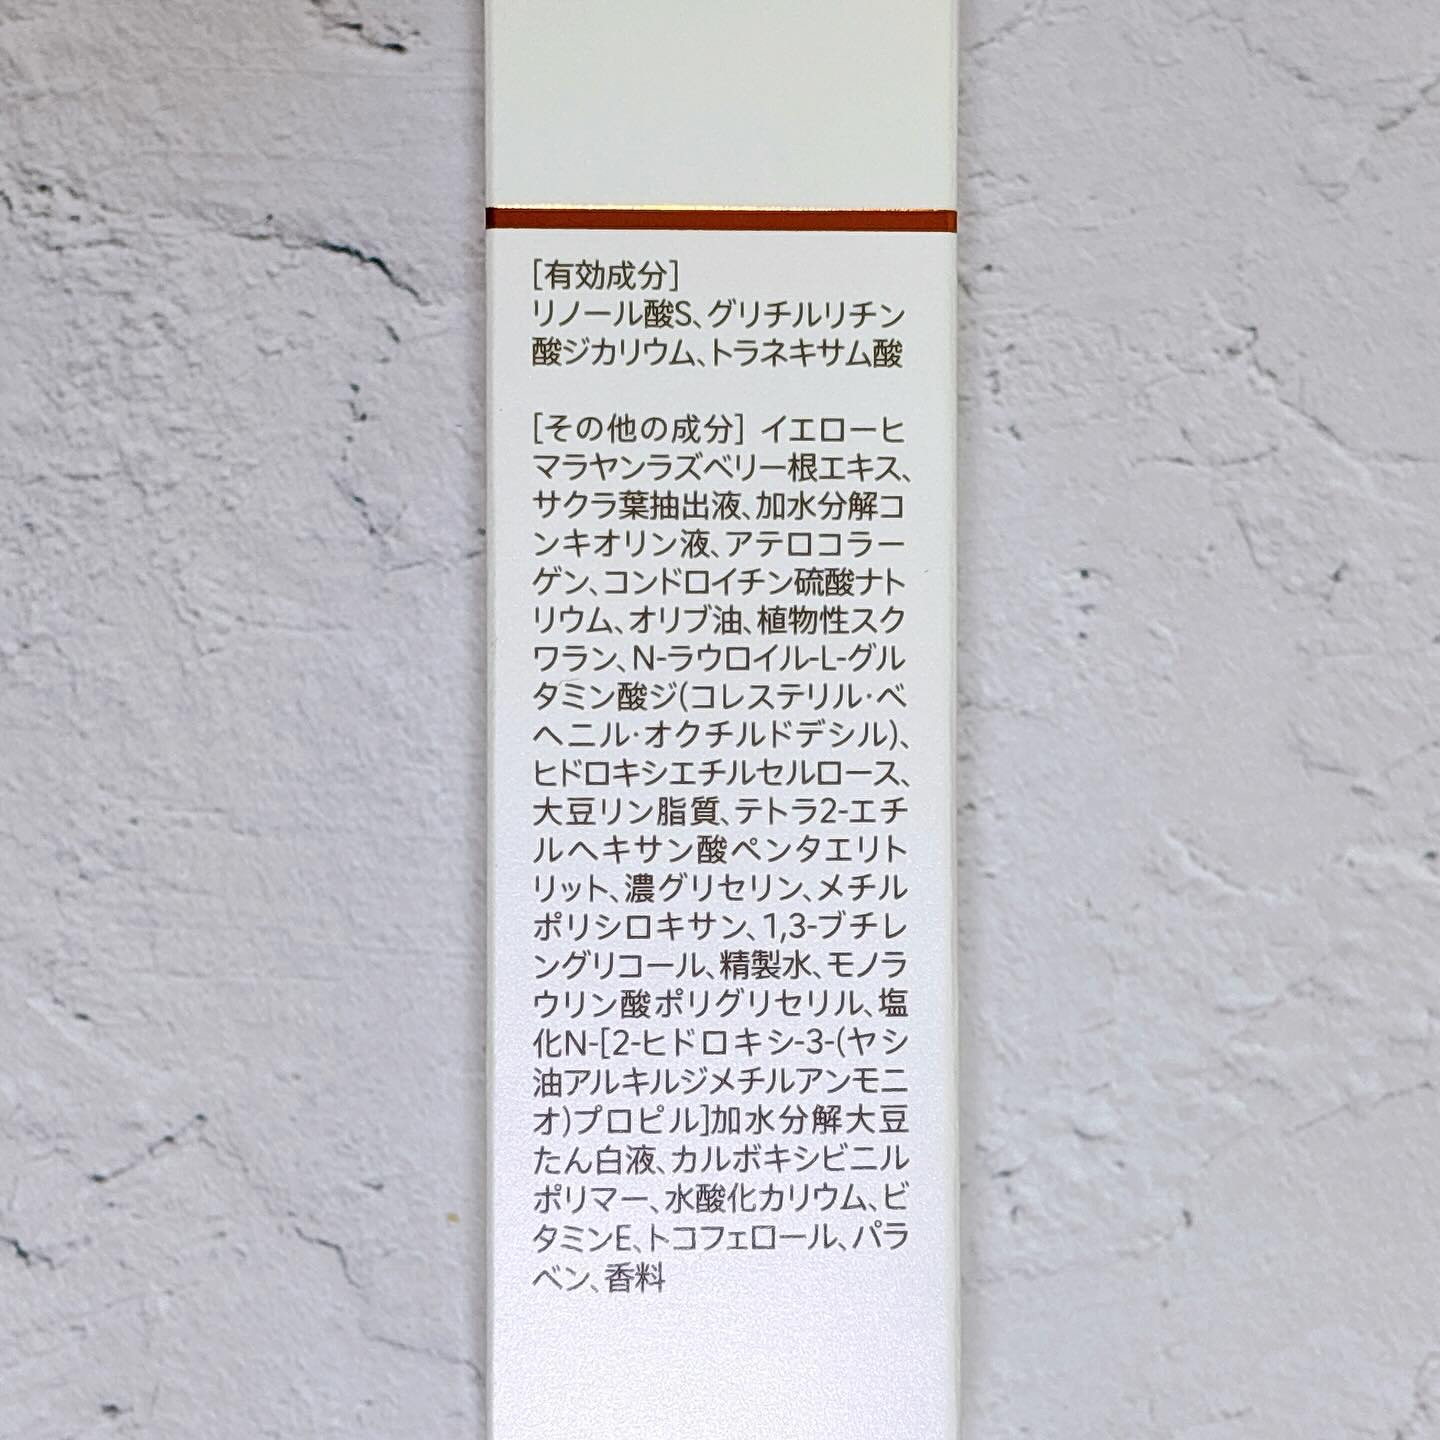 [有効成分]
リノール酸S、グリチルリチン
酸ジカリウム、トラネキサム酸
[その他の成分] イエローヒ
マラヤンラズベリー根エキス、
サクラ葉抽出液、加水分解コ
ンキオリン液、アテロコラー
ゲン、コンドロイチン硫酸ナト
リウム、オリブ油、植物性スク
ワラン、N-ラウロイル-L-グル
タミン酸ジ(コレステリル・ベ
ヘニル・オクチルドデシル)、
ヒドロキシエチルセルロース、
大豆リン脂質、テトラ2-エチ
ルヘキサン酸ペンタエリト
リット、濃グリセリン、メチル
ポリシロキサン、1,3-ブチレ
ングリコール、精製水、モノラ
ウリン酸ポリグリセリル、塩
化N-[2-ヒドロキシ-3-(ヤシ
油アルキルジメチルアンモニ
オ)プロピル]加水分解大豆
たん白液、カルボキシビニル
ポリマー、水酸化カリウム、ビ
タミンE、トコフェロール、パラ
ベン、香料